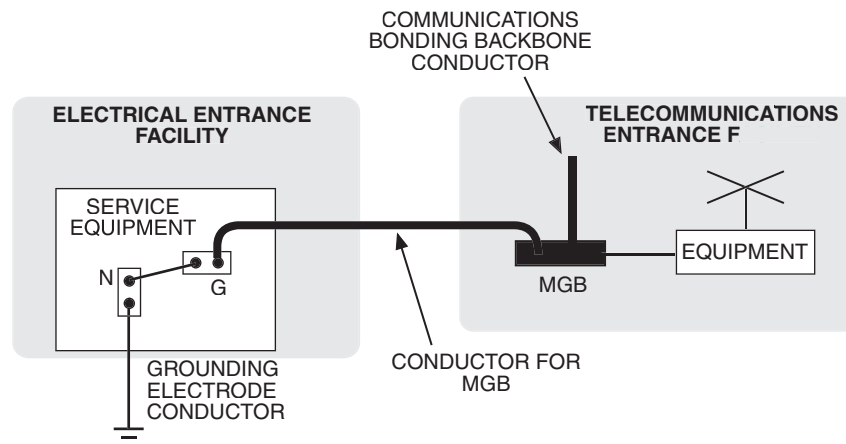 COMMUNICATIONS
BONDING BACKBONE
CONDUCTOR
ELECTRICAL ENTRANCE
FACILITY
TELECOMMUNICATIONS
ENTRANCE F
SERVICE
EQUIPMENT
N
G
EQUIPMENT
MGB
GROUNDING
ELECTRODE
CONDUCTOR
CONDUCTOR FOR
MGB